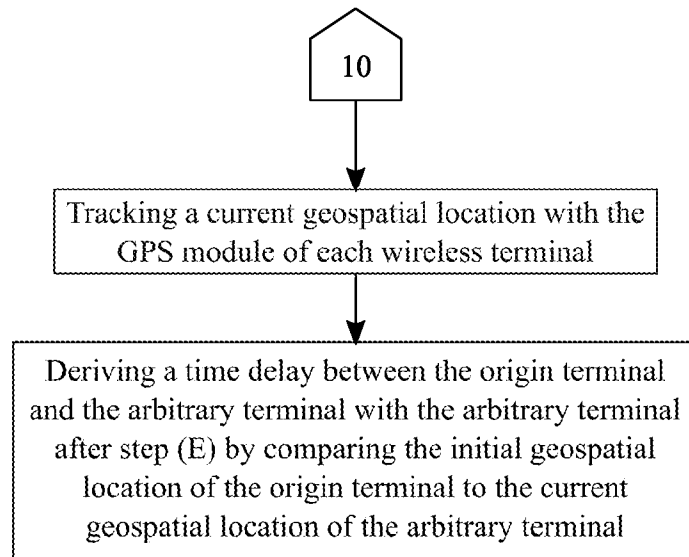 10
Tracking a current geospatial location with the
GPS module of each wireless terminal
Deriving a time delay between the origin terminal
and the arbitrary terminal with the arbitrary terminal
after step (E) by comparing the initial geospatial
location of the origin terminal to the current
geospatial location of the arbitrary terminal